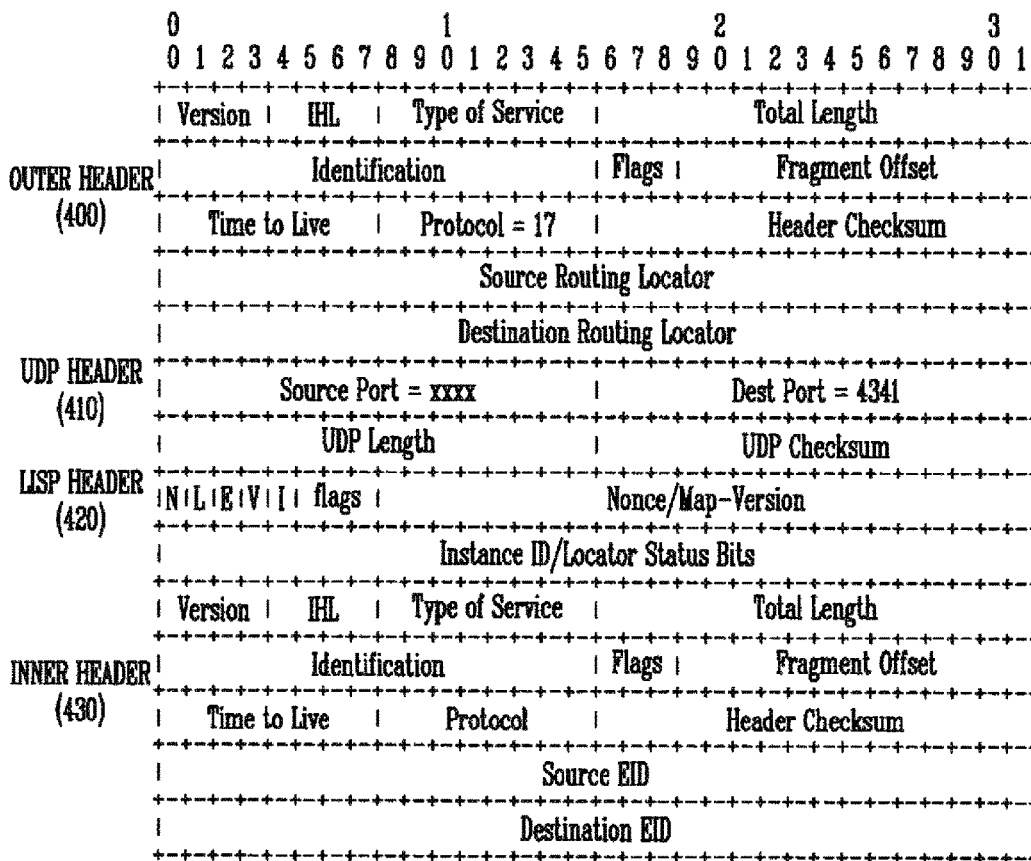 0 1 2 3
0 1 2 3 4 5 6 7 8 9 0 1 2 3 4 5 6 7 8 9 0 1 2 3 4 5 6 7 8 9 0 1
+-+-+-+-+-+-+-+-+-+-+-+-+-+-+-+-+-+-+-+-+-+-+-+-+-+-+-+-+-+-+-+-
| Version | IHL | Type of Service | Total Length
+-+-+-+-+-+-+-+-+-+-+-+-+-+-+-+-+-+-+-+-+-+-+-+-+-+-+-+-+-+-+-+-
OUTER HEADER | Identification | Flags | Fragment Offset
(400)
+-+-+-+-+-+-+-+-+-+-+-+-+-+-+-+-+-+-+-+-+-+-+-+-+-+-+-+-+-+-+-+-
| Time to Live | Protocol = 17 | Header Checksum
+-+-+-+-+-+-+-+-+-+-+-+-+-+-+-+-+-+-+-+-+-+-+-+-+-+-+-+-+-+-+-+-
| Source Routing Locator
+-+-+-+-+-+-+-+-+-+-+-+-+-+-+-+-+-+-+-+-+-+-+-+-+-+-+-+-+-+-+-+-
| Destination Routing Locator
+-+-+-+-+-+-+-+-+-+-+-+-+-+-+-+-+-+-+-+-+-+-+-+-+-+-+-+-+-+-+-+-
UDP HEADER | Source Port = xxxx | Dest Port = 4341
(410)
+-+-+-+-+-+-+-+-+-+-+-+-+-+-+-+-+-+-+-+-+-+-+-+-+-+-+-+-+-+-+-+-
| UDP Length | UDP Checksum
+-+-+-+-+-+-+-+-+-+-+-+-+-+-+-+-+-+-+-+-+-+-+-+-+-+-+-+-+-+-+-+-
LISP HEADER |N|L|E|V|I| flags | Nonce/Map-Version
(420)
+-+-+-+-+-+-+-+-+-+-+-+-+-+-+-+-+-+-+-+-+-+-+-+-+-+-+-+-+-+-+-+-
| Instance ID/Locator Status Bits
+-+-+-+-+-+-+-+-+-+-+-+-+-+-+-+-+-+-+-+-+-+-+-+-+-+-+-+-+-+-+-+-
| Version | IHL | Type of Service | Total Length
+-+-+-+-+-+-+-+-+-+-+-+-+-+-+-+-+-+-+-+-+-+-+-+-+-+-+-+-+-+-+-+-
INNER HEADER | Identification | Flags | Fragment Offset
(430)
+-+-+-+-+-+-+-+-+-+-+-+-+-+-+-+-+-+-+-+-+-+-+-+-+-+-+-+-+-+-+-+-
| Time to Live | Protocol | Header Checksum
+-+-+-+-+-+-+-+-+-+-+-+-+-+-+-+-+-+-+-+-+-+-+-+-+-+-+-+-+-+-+-+-
| Source EID
+-+-+-+-+-+-+-+-+-+-+-+-+-+-+-+-+-+-+-+-+-+-+-+-+-+-+-+-+-+-+-+-
| Destination EID
+-+-+-+-+-+-+-+-+-+-+-+-+-+-+-+-+-+-+-+-+-+-+-+-+-+-+-+-+-+-+-+-